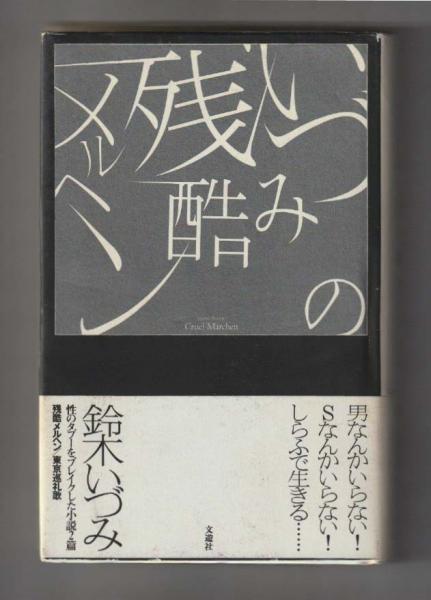 いづみの
残酷
メルヘン
Cruel Märchen
男なんかいらない!
Sなんかいらない!
しらふで生きる……
文遊社
鈴木いづみ
性のタブーをブレイクした小説2篇
残酷メルヘン/東京巡礼歌